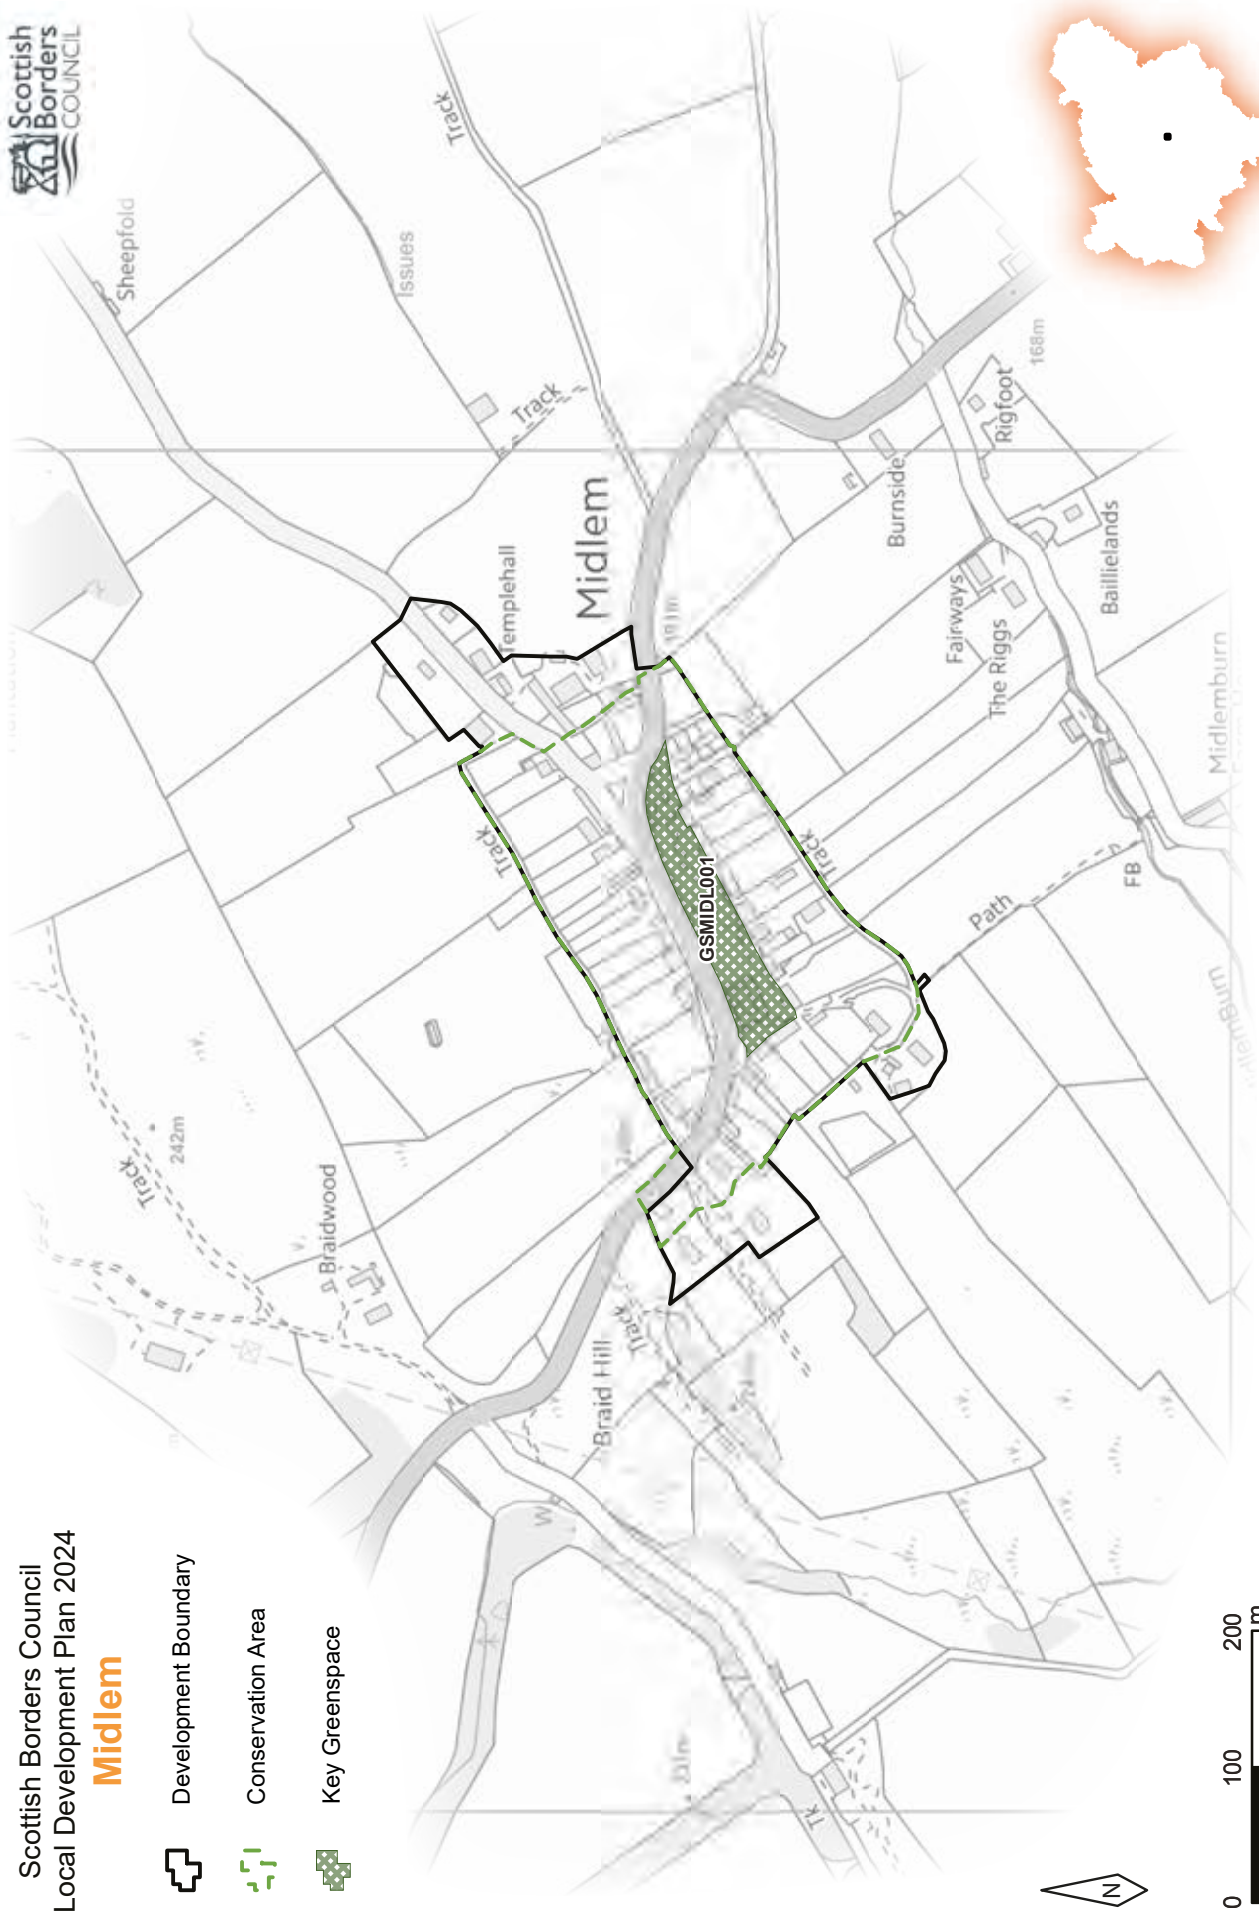 Scottish Borders Council
Local Development Plan 2024
Midlem
Development Boundary
Conservation Area
Key Greenspace
Scottish
Borders
COUNCIL
Sheepfold
Issues
Track
Track
Track
242m
Braidwood
Templehall
Midlem
Track
Braid Hill
Track
W
GSMIDL001
Track
Burnside
Rigfoot
168m
Fairways
The Riggs
Baillielands
Path
FB
Midlemburn
Tk
N
0
100
200
m